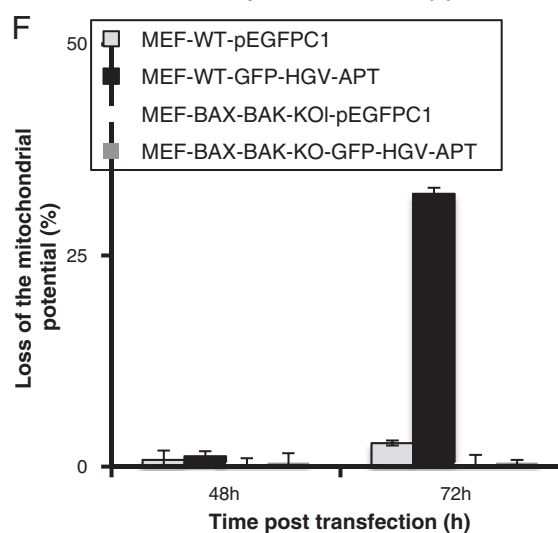 F
50
MEF-WT-pEGFPC1
MEF-WT-GFP-HGV-APT
MEF-BAX-BAK-KOl-pEGFPC1
MEF-BAX-BAK-KO-GFP-HGV-APT
Loss of the mitochondrial
potential (%)
25
0
48h
72h
Time post transfection (h)